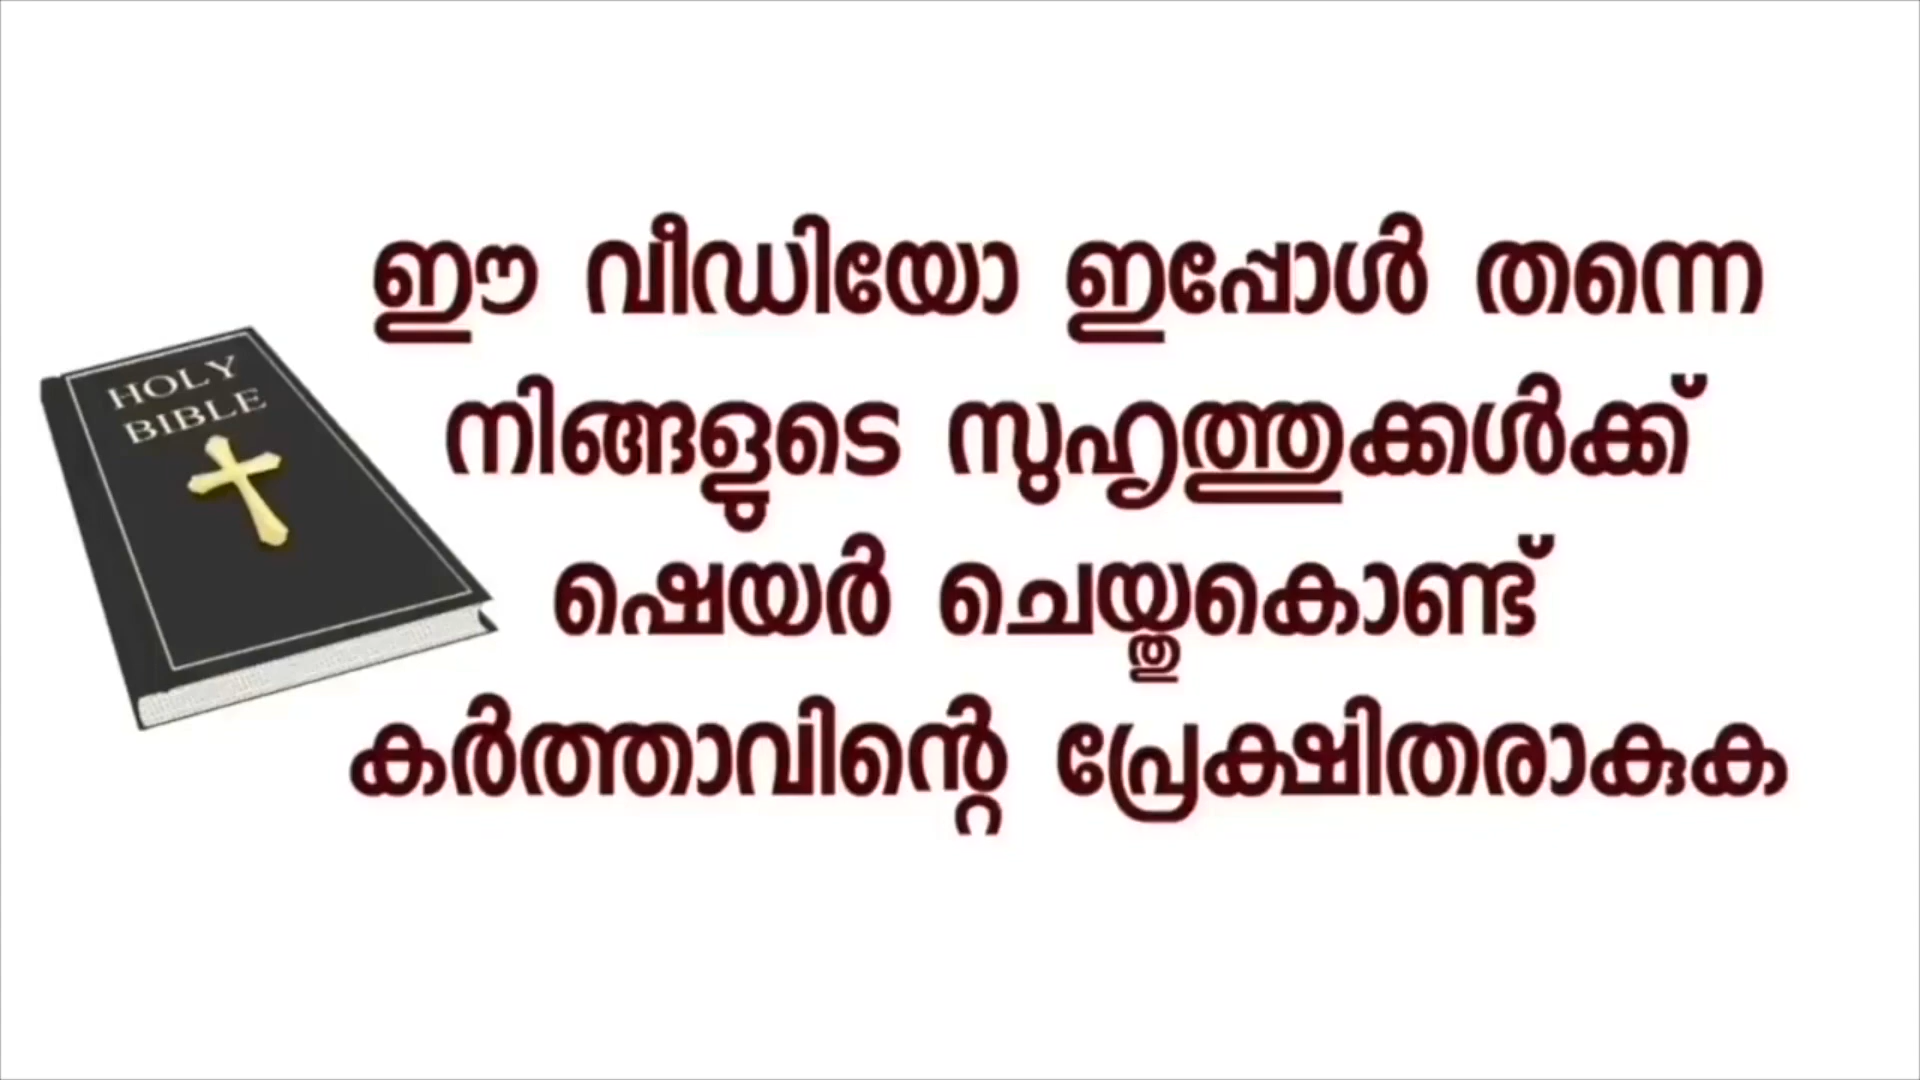 ഈ വീഡിയോ ഇപ്പോൾ തന്നെ
നിങ്ങളുടെ സുഹൃത്തുക്കൾക്ക്
ഷെയർ ചെയ്തുകൊണ്ട്
കർത്താവിന്റെ പ്രേക്ഷിതരാകുക
HOLY
BIBLE